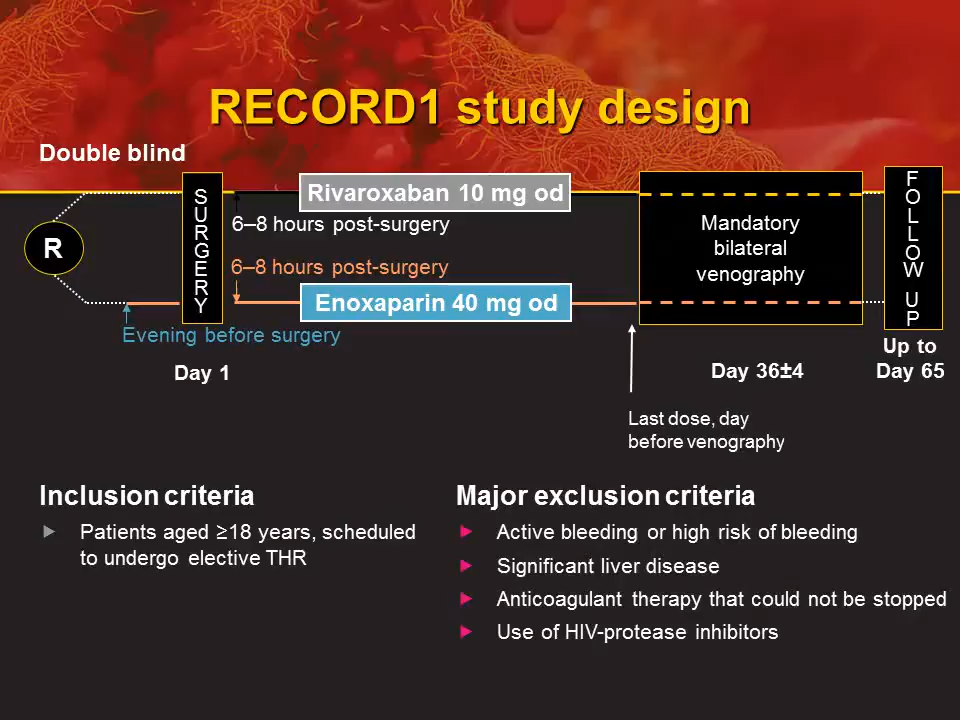 RECORD1 study design
Double blind
R
SURGERY
Rivaroxaban 10 mg od
6–8 hours post-surgery
6–8 hours post-surgery
Enoxaparin 40 mg od
Evening before surgery
Day 1
Mandatory
bilateral
venography
FOLLOW UP
Up to
Day 65
Day 36±4
Last dose, day
before venography
Inclusion criteria
Patients aged ≥18 years, scheduled
to undergo elective THR
Major exclusion criteria
Active bleeding or high risk of bleeding
Significant liver disease
Anticoagulant therapy that could not be stopped
Use of HIV-protease inhibitors